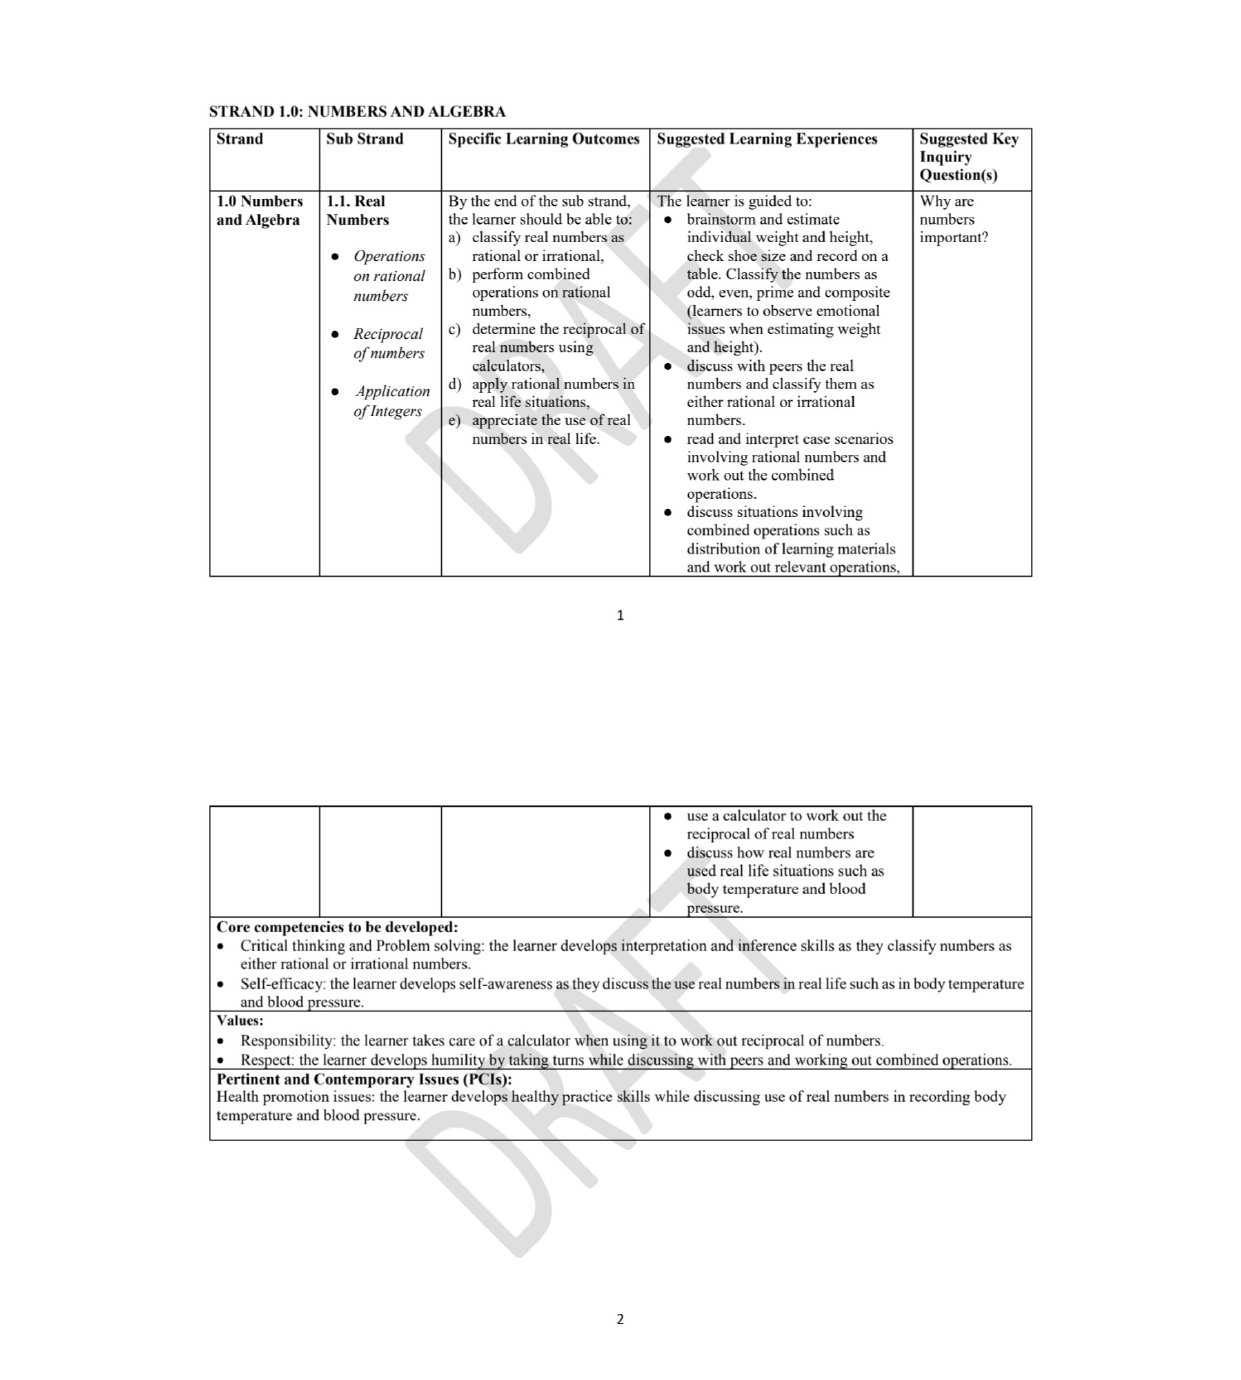 STRAND 1.0: NUMBERS AND ALGEBRA
Strand
Sub Strand
Specific Learning Outcomes
Suggested Learning Experiences
Suggested Key
Inquiry
Question(s)
1.0 Numbers
and Algebra
1.1. Real
Numbers
● Operations
on rational
numbers
● Reciprocal
of numbers
● Application
of Integers
By the end of the sub strand,
the learner should be able to:
a) classify real numbers as
rational or irrational,
b) perform combined
operations on rational
numbers,
c) determine the reciprocal of
real numbers using
calculators,
d) apply rational numbers in
real life situations,
e) appreciate the use of real
numbers in real life.
The learner is guided to:
● brainstorm and estimate
individual weight and height,
check shoe size and record on a
table. Classify the numbers as
odd, even, prime and composite
(learners to observe emotional
issues when estimating weight
and height).
● discuss with peers the real
numbers and classify them as
either rational or irrational
numbers.
● read and interpret case scenarios
involving rational numbers and
work out the combined
operations.
● discuss situations involving
combined operations such as
distribution of learning materials
and work out relevant operations,
Why are
numbers
important?
DRAFT
1
● use a calculator to work out the
reciprocal of real numbers
● discuss how real numbers are
used real life situations such as
body temperature and blood
pressure.
Core competencies to be developed:
● Critical thinking and Problem solving: the learner develops interpretation and inference skills as they classify numbers as
either rational or irrational numbers.
● Self-efficacy: the learner develops self-awareness as they discuss the use real numbers in real life such as in body temperature
and blood pressure.
Values:
● Responsibility: the learner takes care of a calculator when using it to work out reciprocal of numbers.
● Respect: the learner develops humility by taking turns while discussing with peers and working out combined operations.
Pertinent and Contemporary Issues (PCIs):
Health promotion issues: the learner develops healthy practice skills while discussing use of real numbers in recording body
temperature and blood pressure.
DRAFT
2